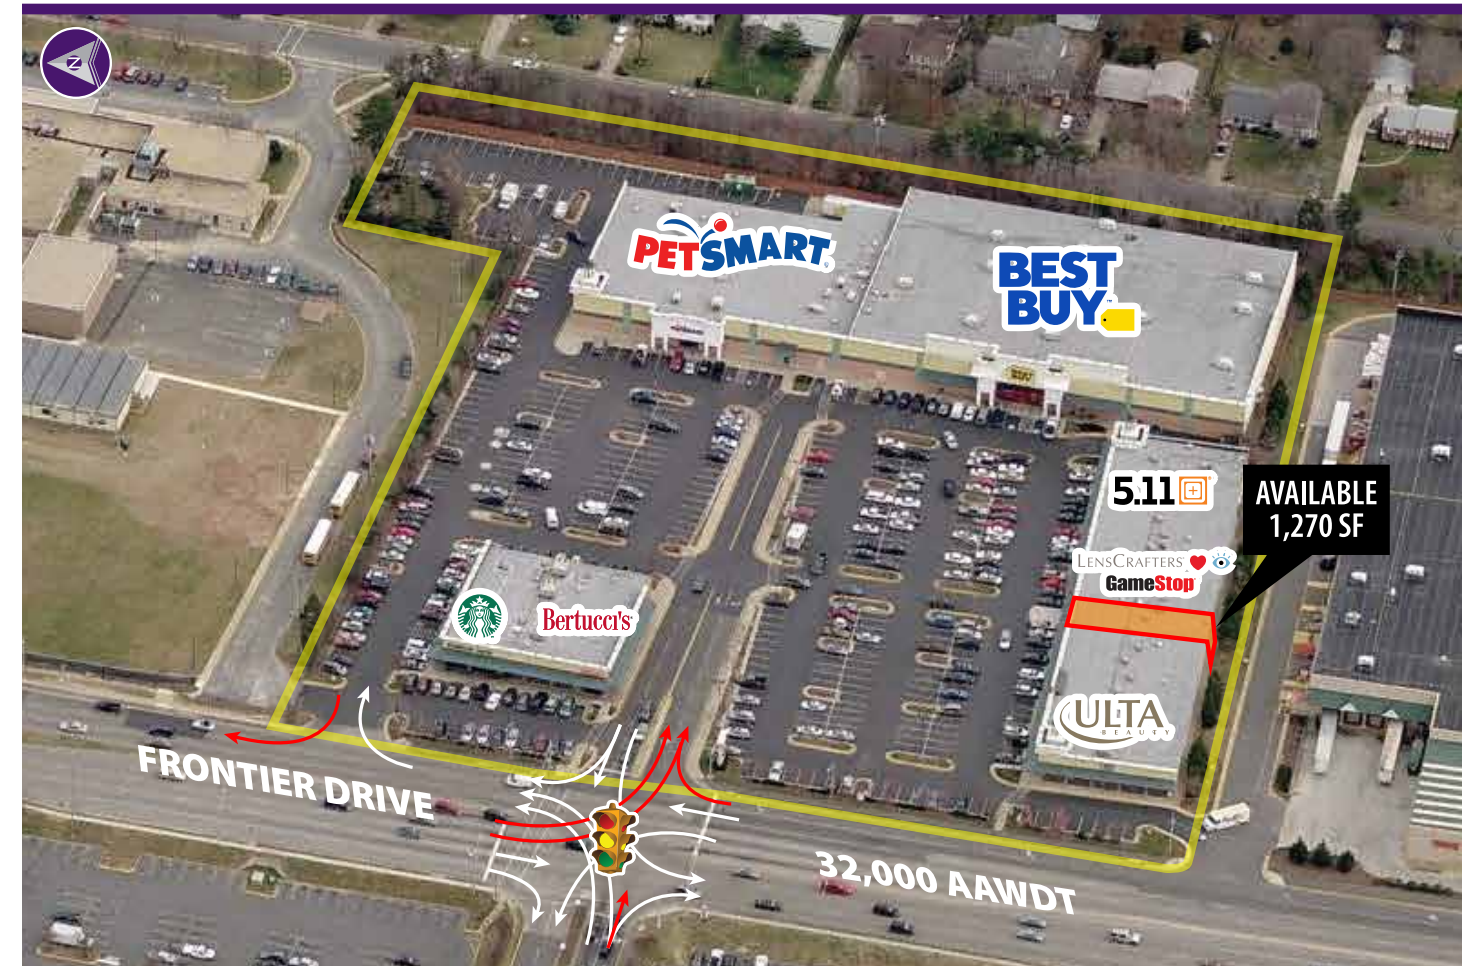 N
PETSMART
BEST
BUY
5.11
AVAILABLE
1,270 SF
LENSCRAFTERS
GameStop
Bertucci's
ULTA
BEAUTY
FRONTIER DRIVE
32,000 AAWDT